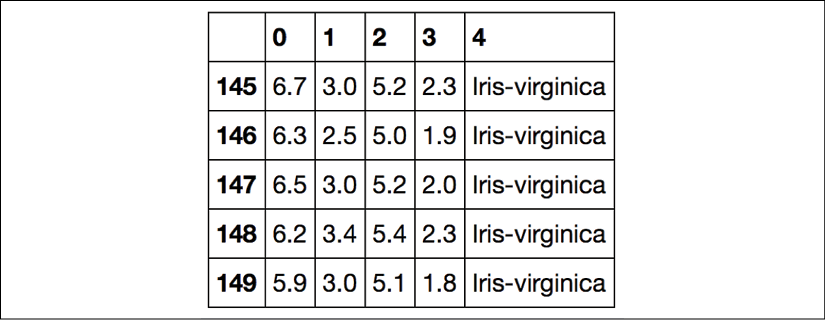 0 1 2 3 4
145 6.7 3.0 5.2 2.3 Iris-virginica
146 6.3 2.5 5.0 1.9 Iris-virginica
147 6.5 3.0 5.2 2.0 Iris-virginica
148 6.2 3.4 5.4 2.3 Iris-virginica
149 5.9 3.0 5.1 1.8 Iris-virginica